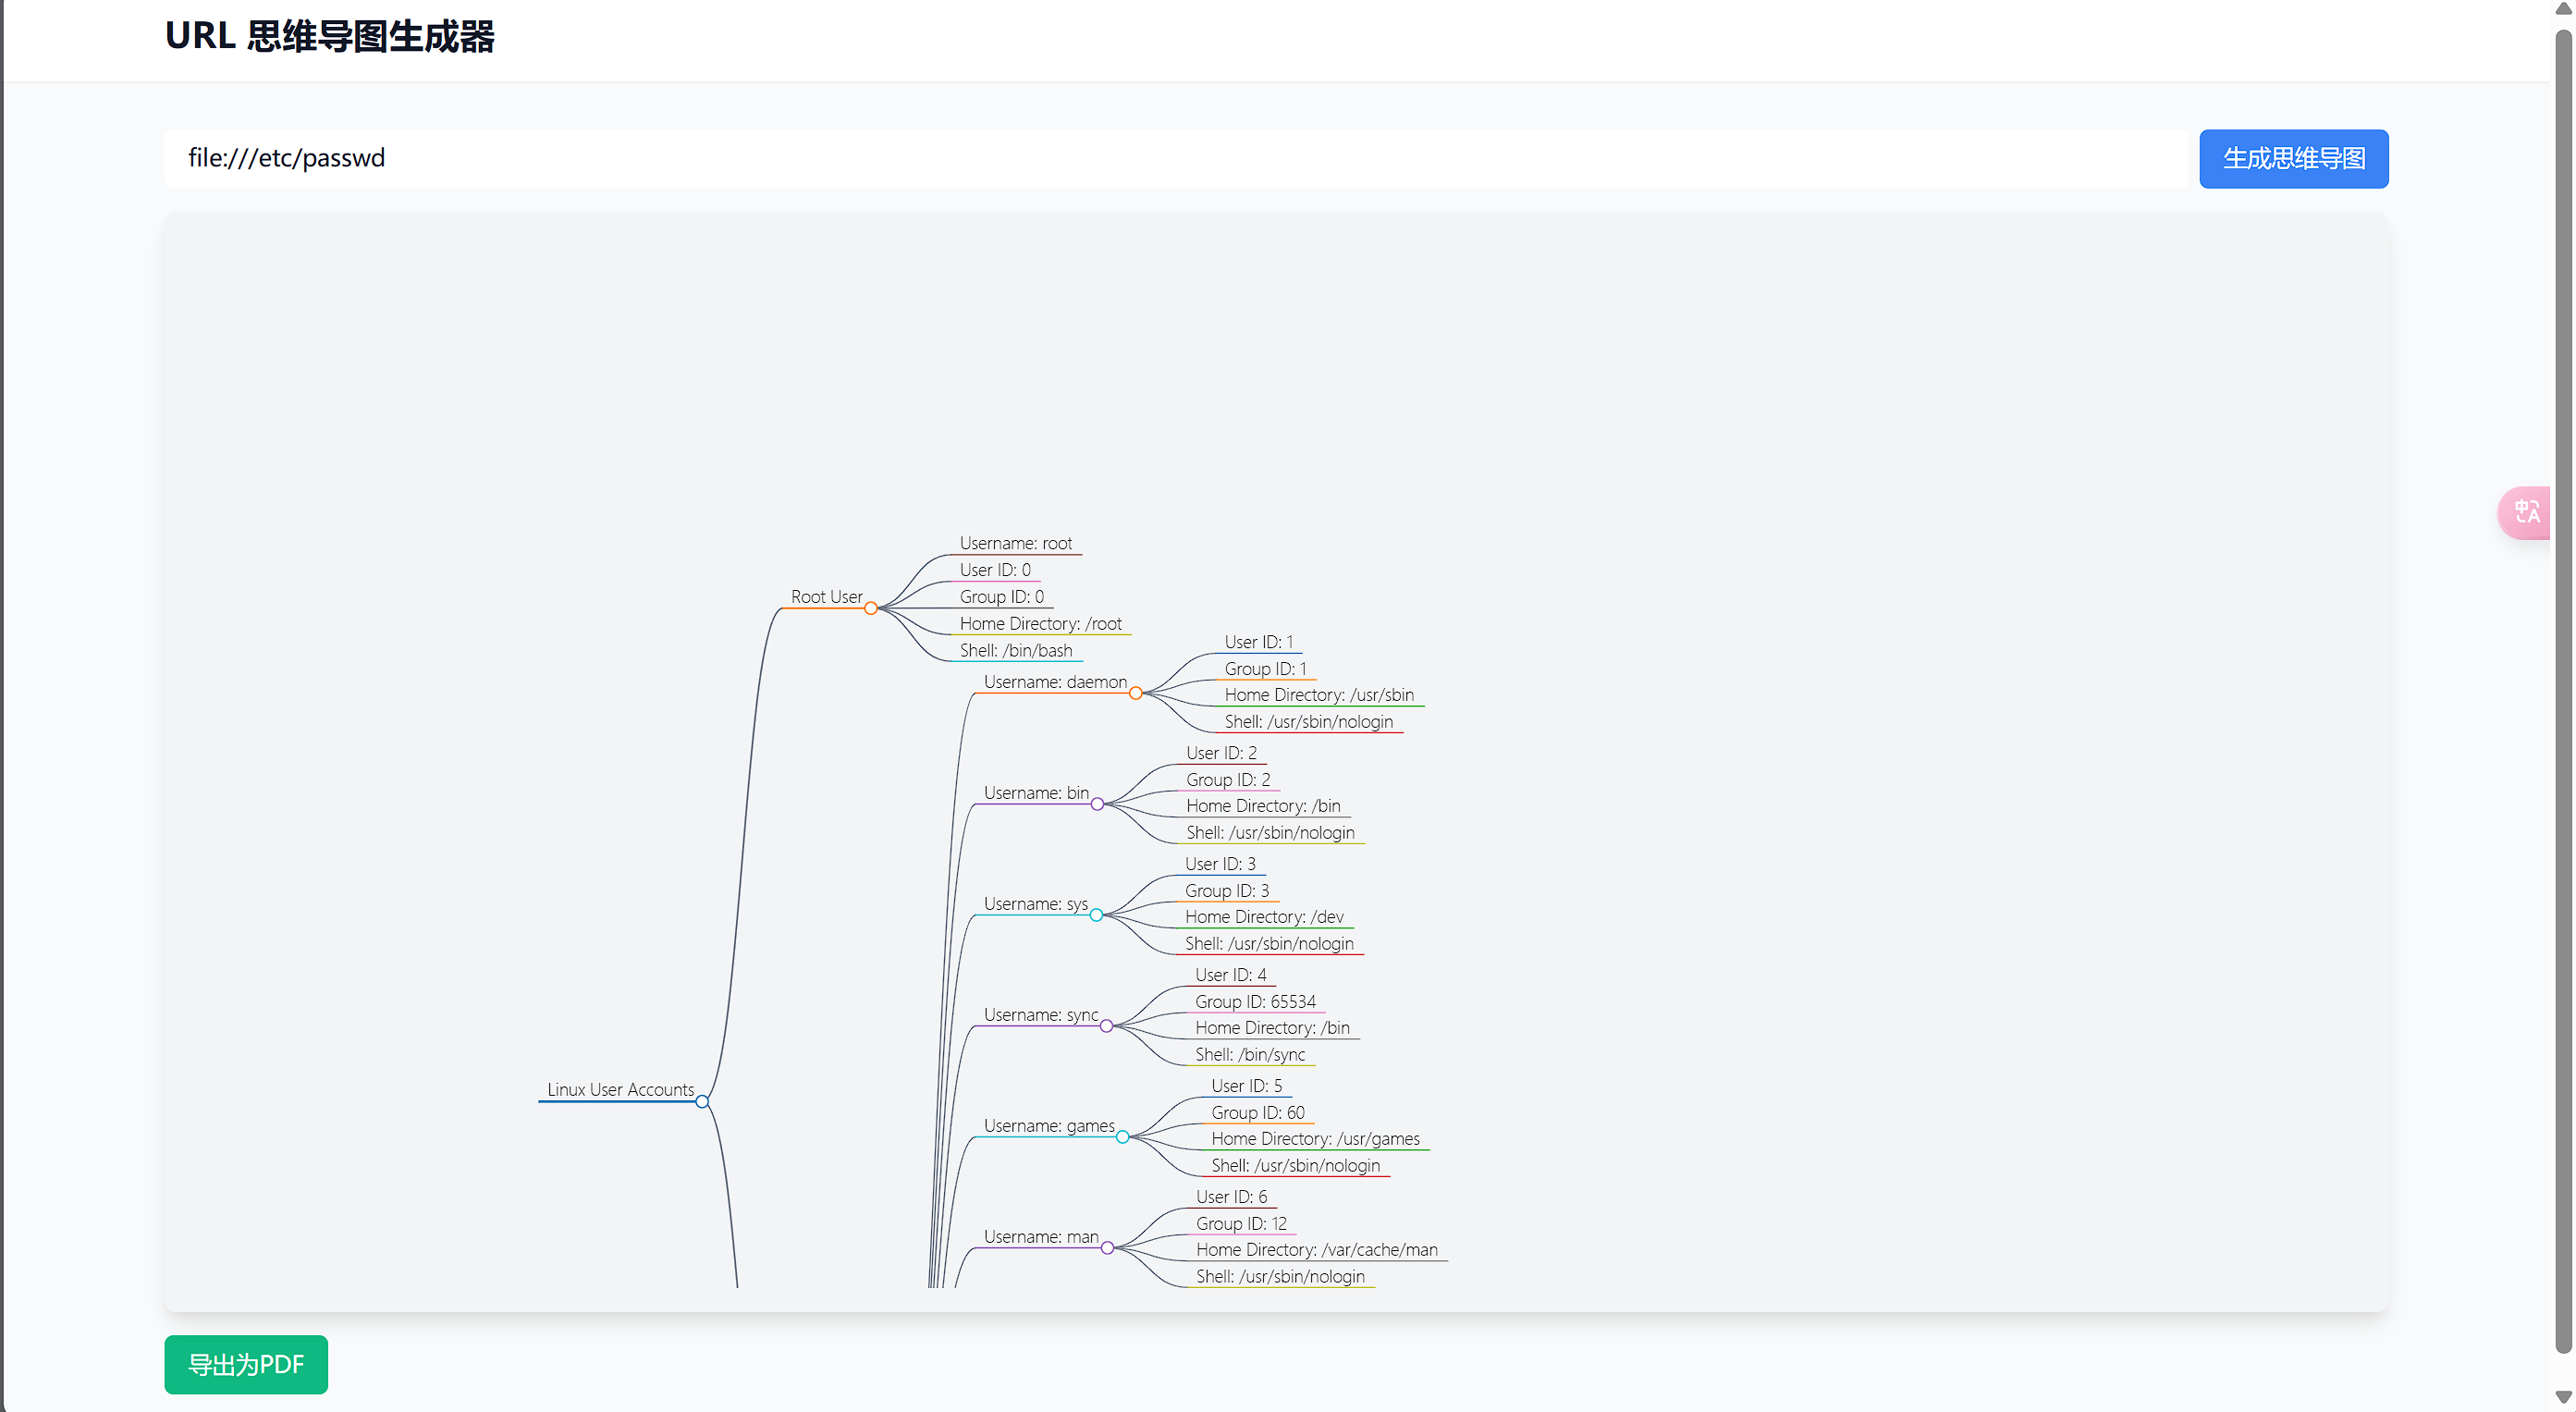 URL 思维导图生成器
file:///etc/passwd
生成思维导图
Username: root
User ID: 0
Root User
Group ID: 0
Home Directory: /root
Shell: /bin/bash
User ID: 1
Group ID: 1
Username: daemon
Home Directory: /usr/sbin
Shell: /usr/sbin/nologin
User ID: 2
Group ID: 2
Username: bin
Home Directory: /bin
Shell: /usr/sbin/nologin
User ID: 3
Group ID: 3
Username: sys
Home Directory: /dev
Shell: /usr/sbin/nologin
User ID: 4
Group ID: 65534
Username: sync
Home Directory: /bin
Shell: /bin/sync
Linux User Accounts
User ID: 5
Group ID: 60
Username: games
Home Directory: /usr/games
Shell: /usr/sbin/nologin
User ID: 6
Group ID: 12
Username: man
Home Directory: /var/cache/man
Shell: /usr/sbin/nologin
导出为PDF
中A